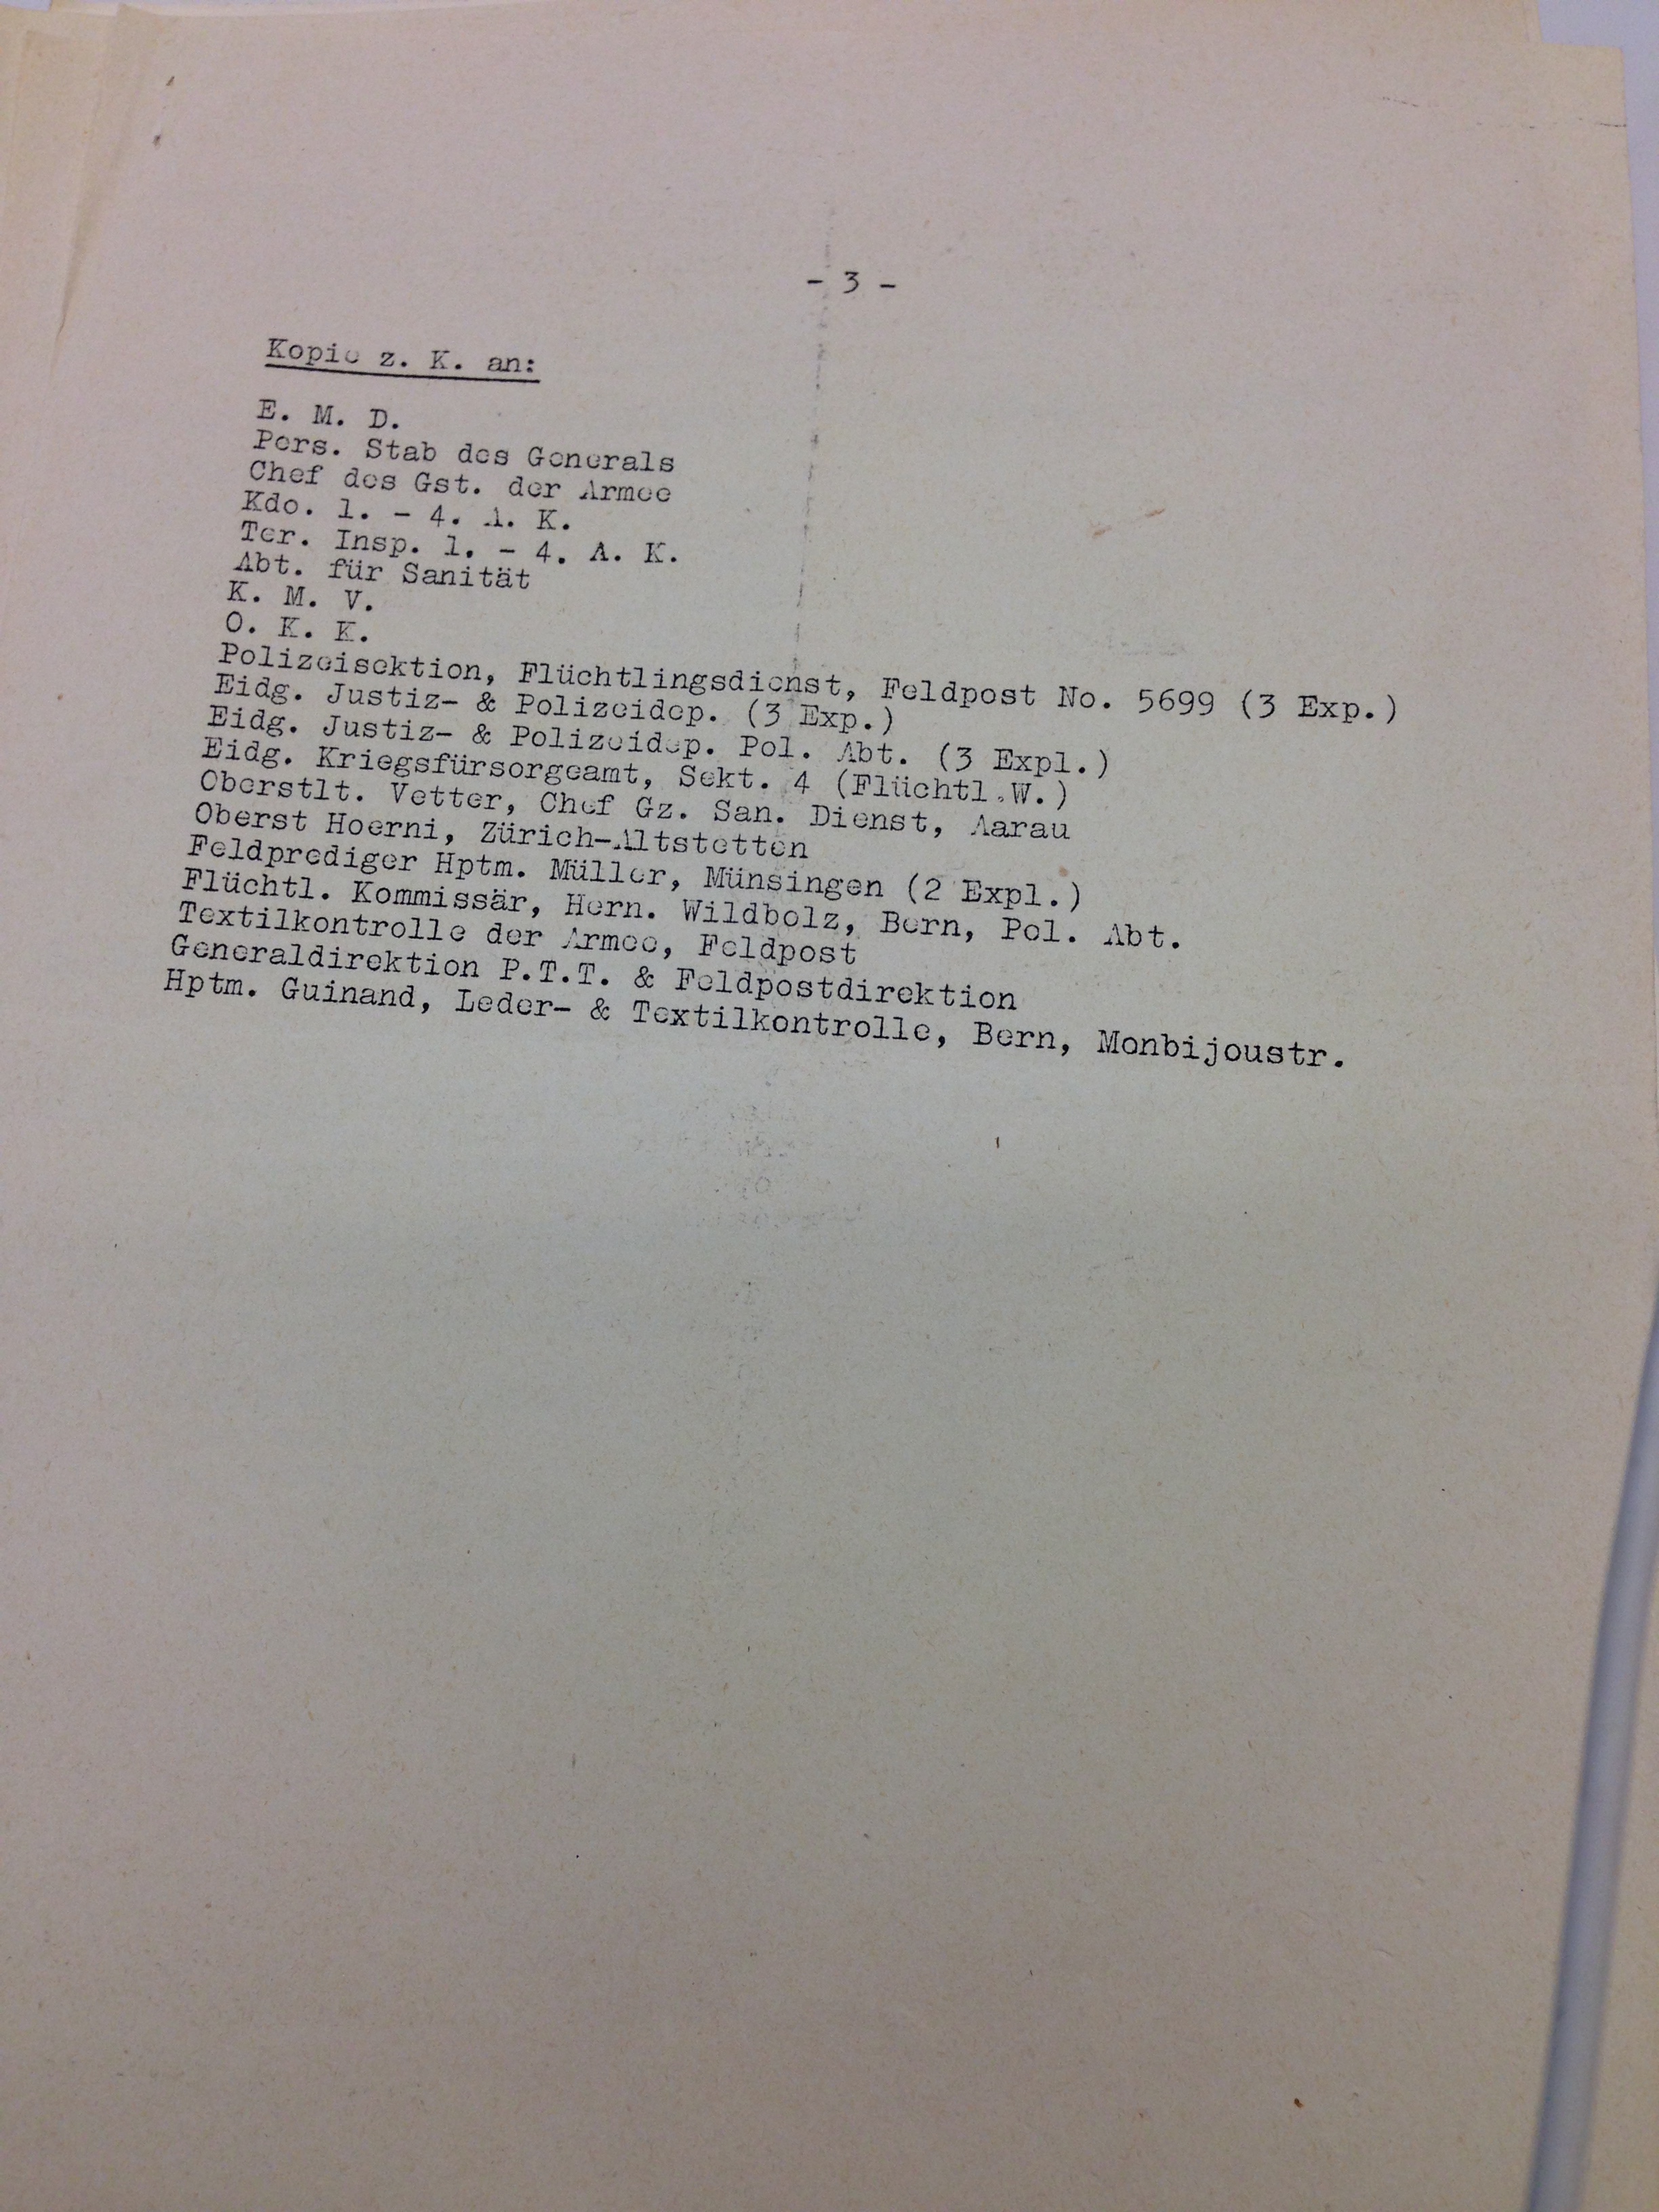 - 3 -
Kopie z. K. an:
E. M. D.
Pers. Stab des Generals
Chef des Gst. der Armee
Kdo. 1. - 4. A. K.
Ter. Insp. 1. - 4. A. K.
Abt. für Sanität
K. M. V.
O. K. K.
Polizeisektion, Flüchtlingsdienst, Feldpost No. 5699 (3 Exp.)
Eidg. Justiz- & Polizeidep. (3 Exp.)
Eidg. Justiz- & Polizeidep. Pol. Abt. (3 Expl.)
Eidg. Kriegsfürsorgeamt, Sekt. 4 (Flüchtl.W.)
Oberstlt. Vetter, Chef Gz. San. Dienst, Aarau
Oberst Hoerni, Zürich-Altstetten
Feldprediger Hptm. Müller, Münsingen (2 Expl.)
Flüchtl. Kommissär, Hern. Wildbolz, Bern, Pol. Abt.
Textilkontrolle der Armee, Feldpost
Generaldirektion P.T.T. & Feldpostdirektion
Hptm. Guinand, Leder- & Textilkontrolle, Bern, Monbijoustr.